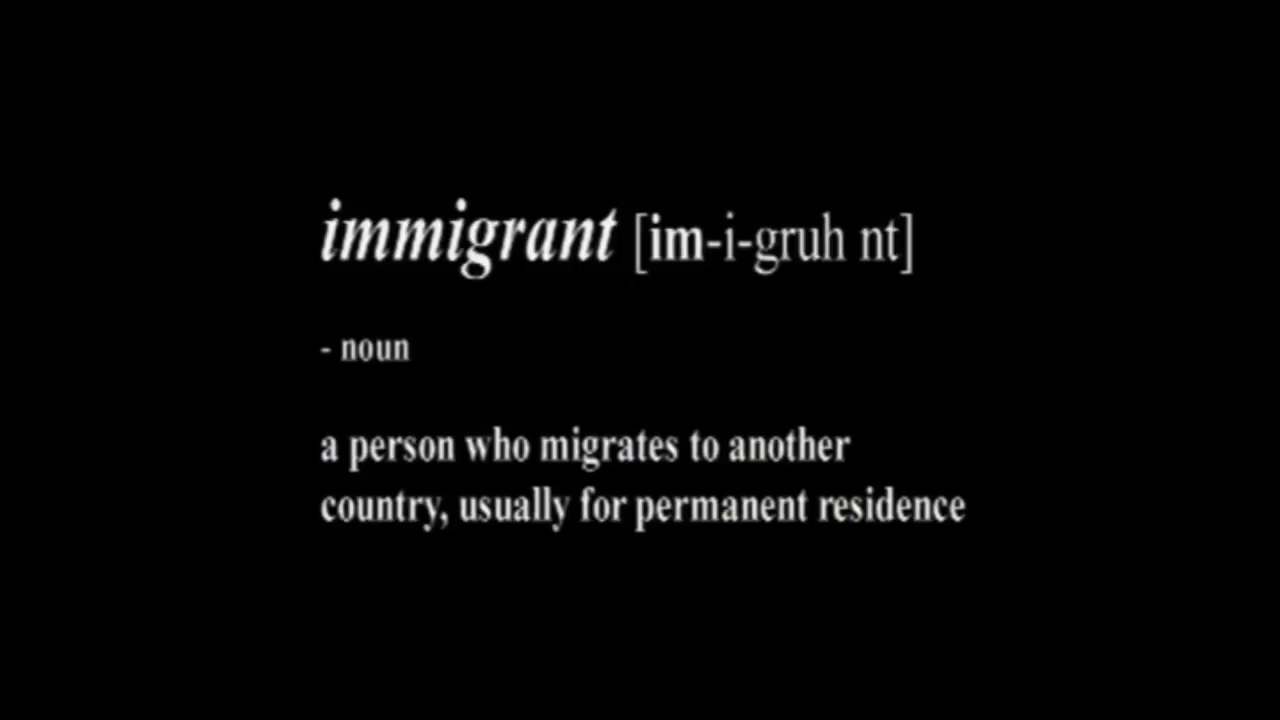 immigrant [im-i-gruh nt]
- noun
a person who migrates to another
country, usually for permanent residence